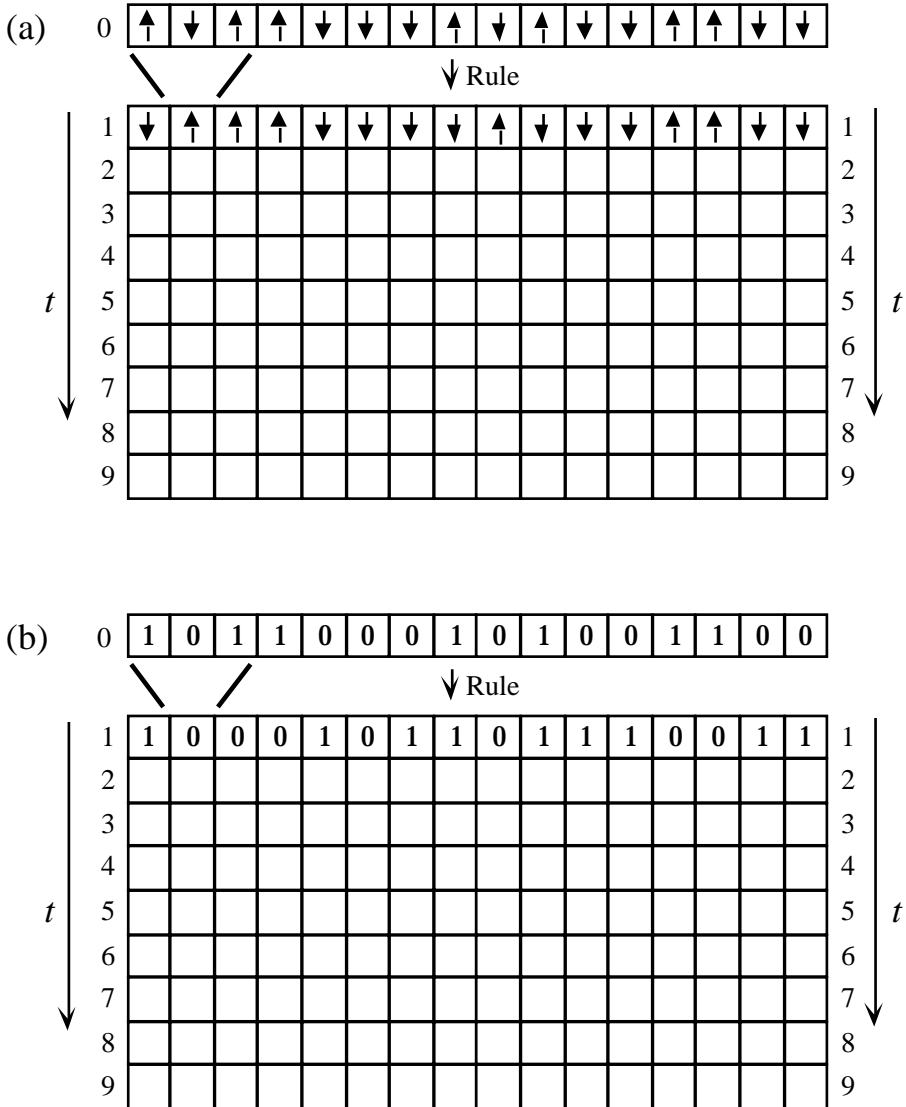 (a) 0 ↑ ↓ ↑ ↑ ↓ ↓ ↓ ↑ ↓ ↑ ↓ ↓ ↑ ↑ ↓ ↓
↓ Rule
1 ↓ ↑ ↑ ↑ ↓ ↓ ↓ ↓ ↑ ↓ ↓ ↓ ↑ ↑ ↓ ↓ 1
2 2
3 3
4 4
t 5 5 t
6 6
7 7
8 8
9 9
(b) 0 1 0 1 1 0 0 0 1 0 1 0 0 1 1 0 0
↓ Rule
1 1 0 0 0 1 0 1 1 0 1 1 1 0 0 1 1 1
2 2
3 3
4 4
t 5 5 t
6 6
7 7
8 8
9 9